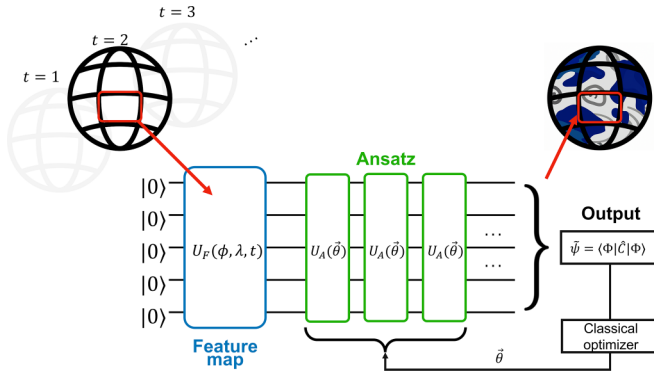 t = 3
t = 2
...
t = 1
Ansatz
|0⟩
|0⟩
|0⟩
|0⟩
|0⟩
U_F(ϕ, λ, t)
U_A(θ⃗)
U_A(θ⃗)
U_A(θ⃗)
...
...
Output
ψ̃ = ⟨Φ|Ĉ|Φ⟩
Feature
map
Classical
optimizer
θ⃗